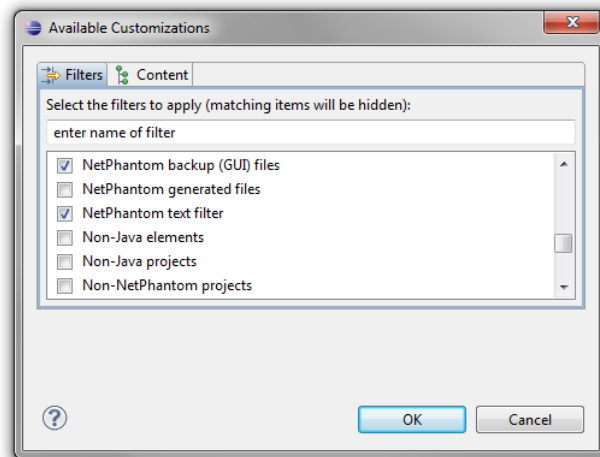 Available Customizations
Filters Content
Select the filters to apply (matching items will be hidden):
enter name of filter
NetPhantom backup (GUI) files
NetPhantom generated files
NetPhantom text filter
Non-Java elements
Non-Java projects
Non-NetPhantom projects
OK Cancel